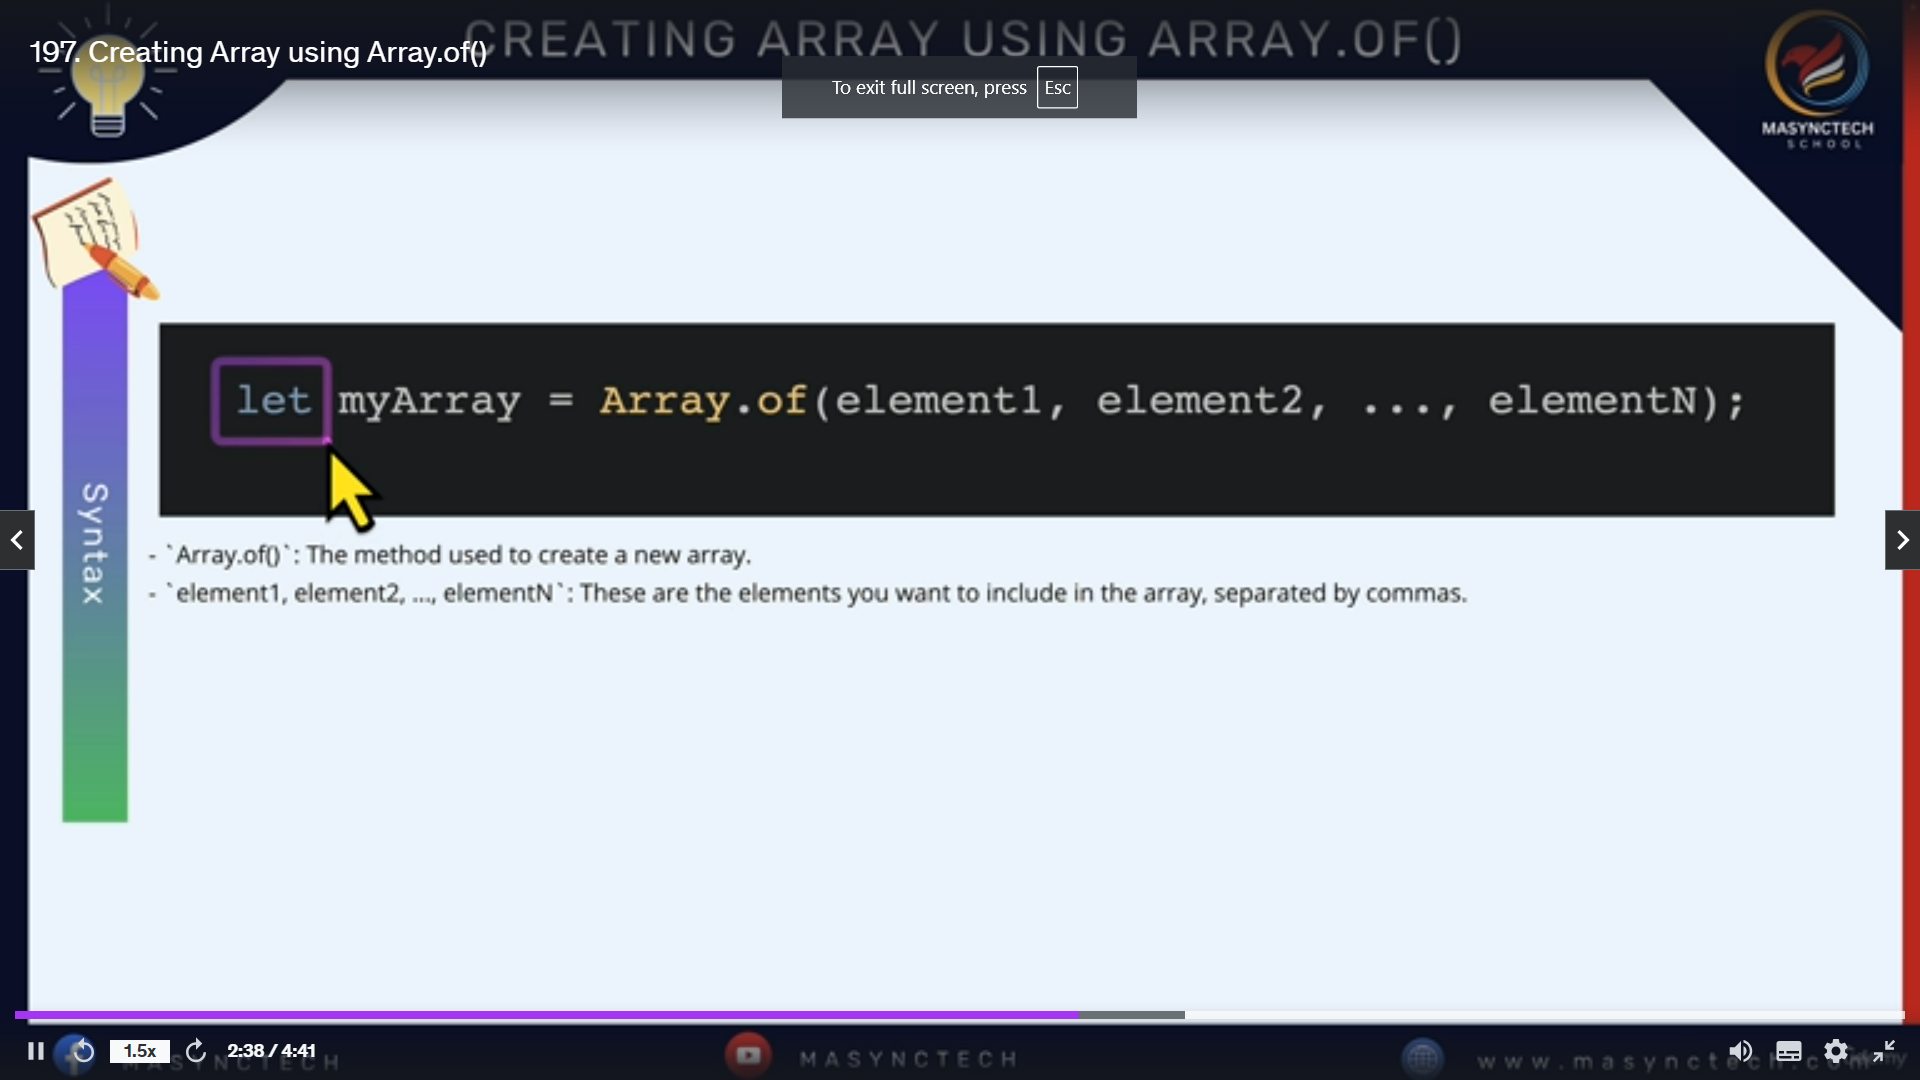 CREATING ARRAY USING ARRAY.OF()
197. Creating Array using Array.of()
To exit full screen, press Esc
MASYNCTECH
SCHOOL
let myArray = Array.of(element1, element2, ..., elementN);
Syntax
- `Array.of()`: The method used to create a new array.
- `element1, element2, ..., elementN`: These are the elements you want to include in the array, separated by commas.
1.5x
2:38 / 4:41
MASYNCTECH
MASYNCTECH
www.masynctech.com